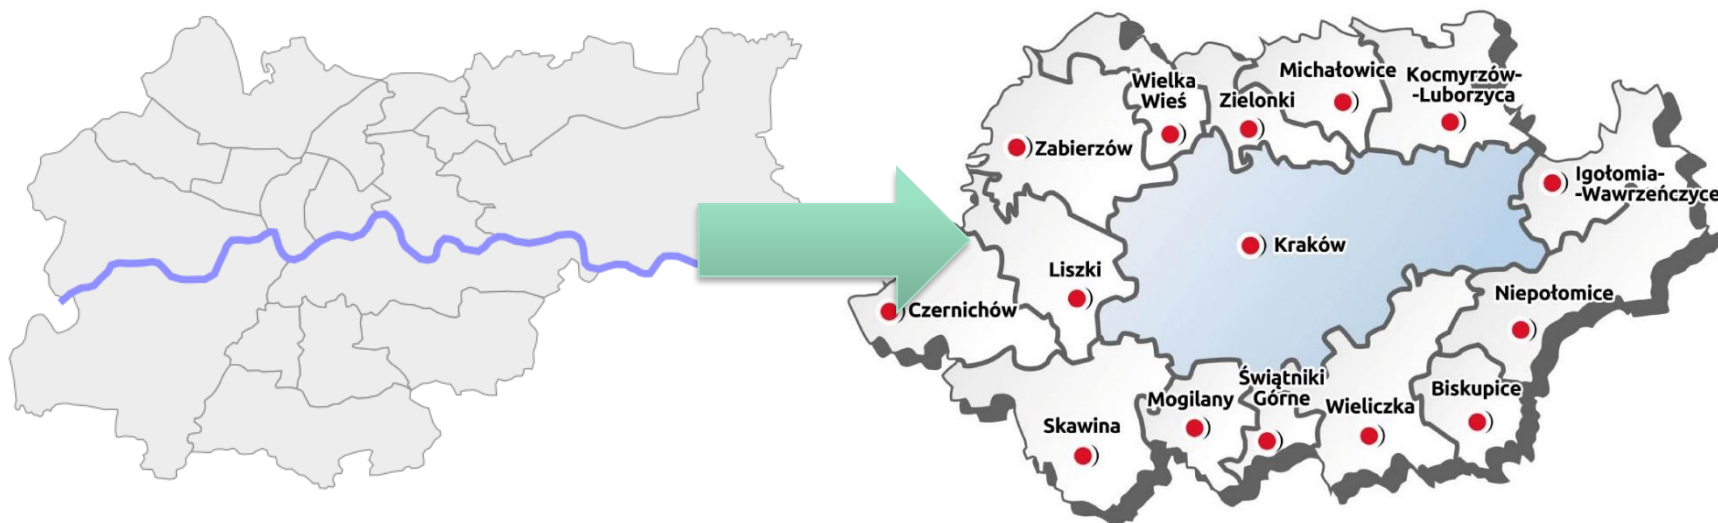 Wielka
Wieś
Zielonki
Michałowice
Kocmyrzów-
-Luborzyca
Zabierzów
Igołomia-
-Wawrzeńczyce
Kraków
Liszki
Czernichów
Niepołomice
Skawina
Mogilany
Świątniki
Górne
Wieliczka
Biskupice